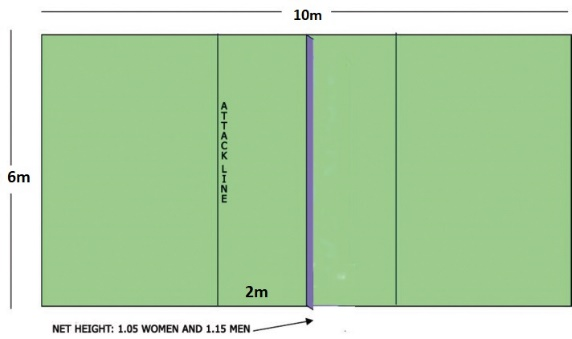 10m
ATTACK LINE
6m
2m
NET HEIGHT: 1.05 WOMEN AND 1.15 MEN